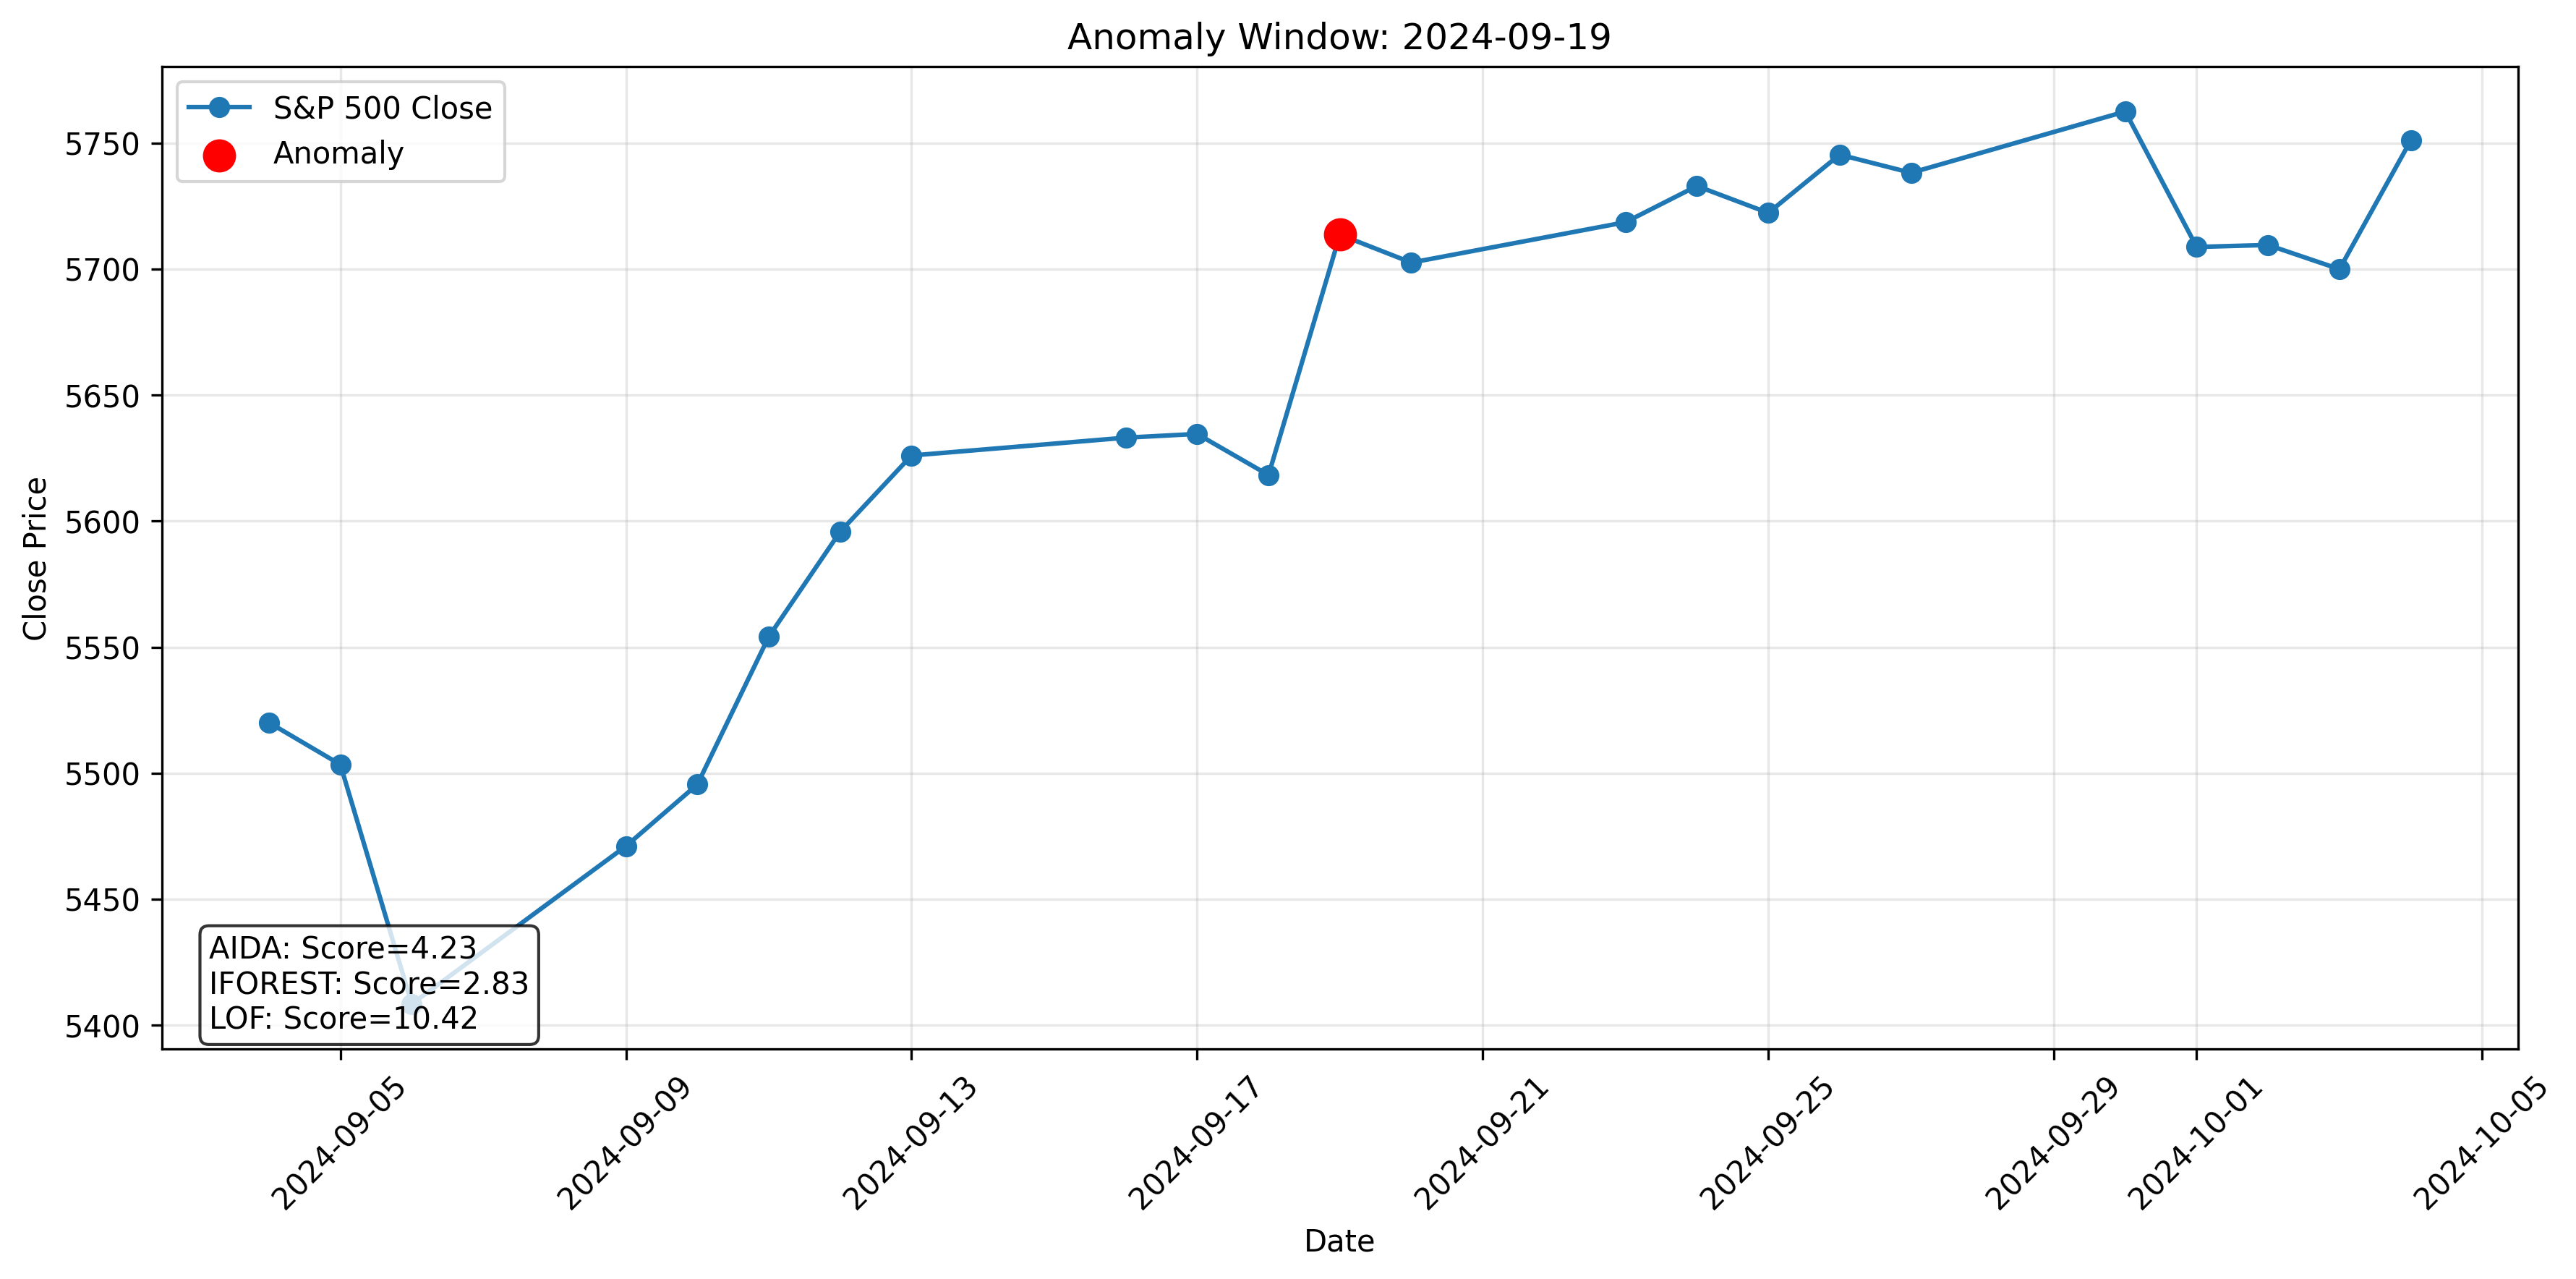 Anomaly Window: 2024-09-19
S&P 500 Close
Anomaly
Close Price
5750
5700
5650
5600
5550
5500
5450
5400
AIDA: Score=4.23
IFOREST: Score=2.83
LOF: Score=10.42
2024-09-05
2024-09-09
2024-09-13
2024-09-17
2024-09-21
2024-09-25
2024-09-29
2024-10-01
2024-10-05
Date